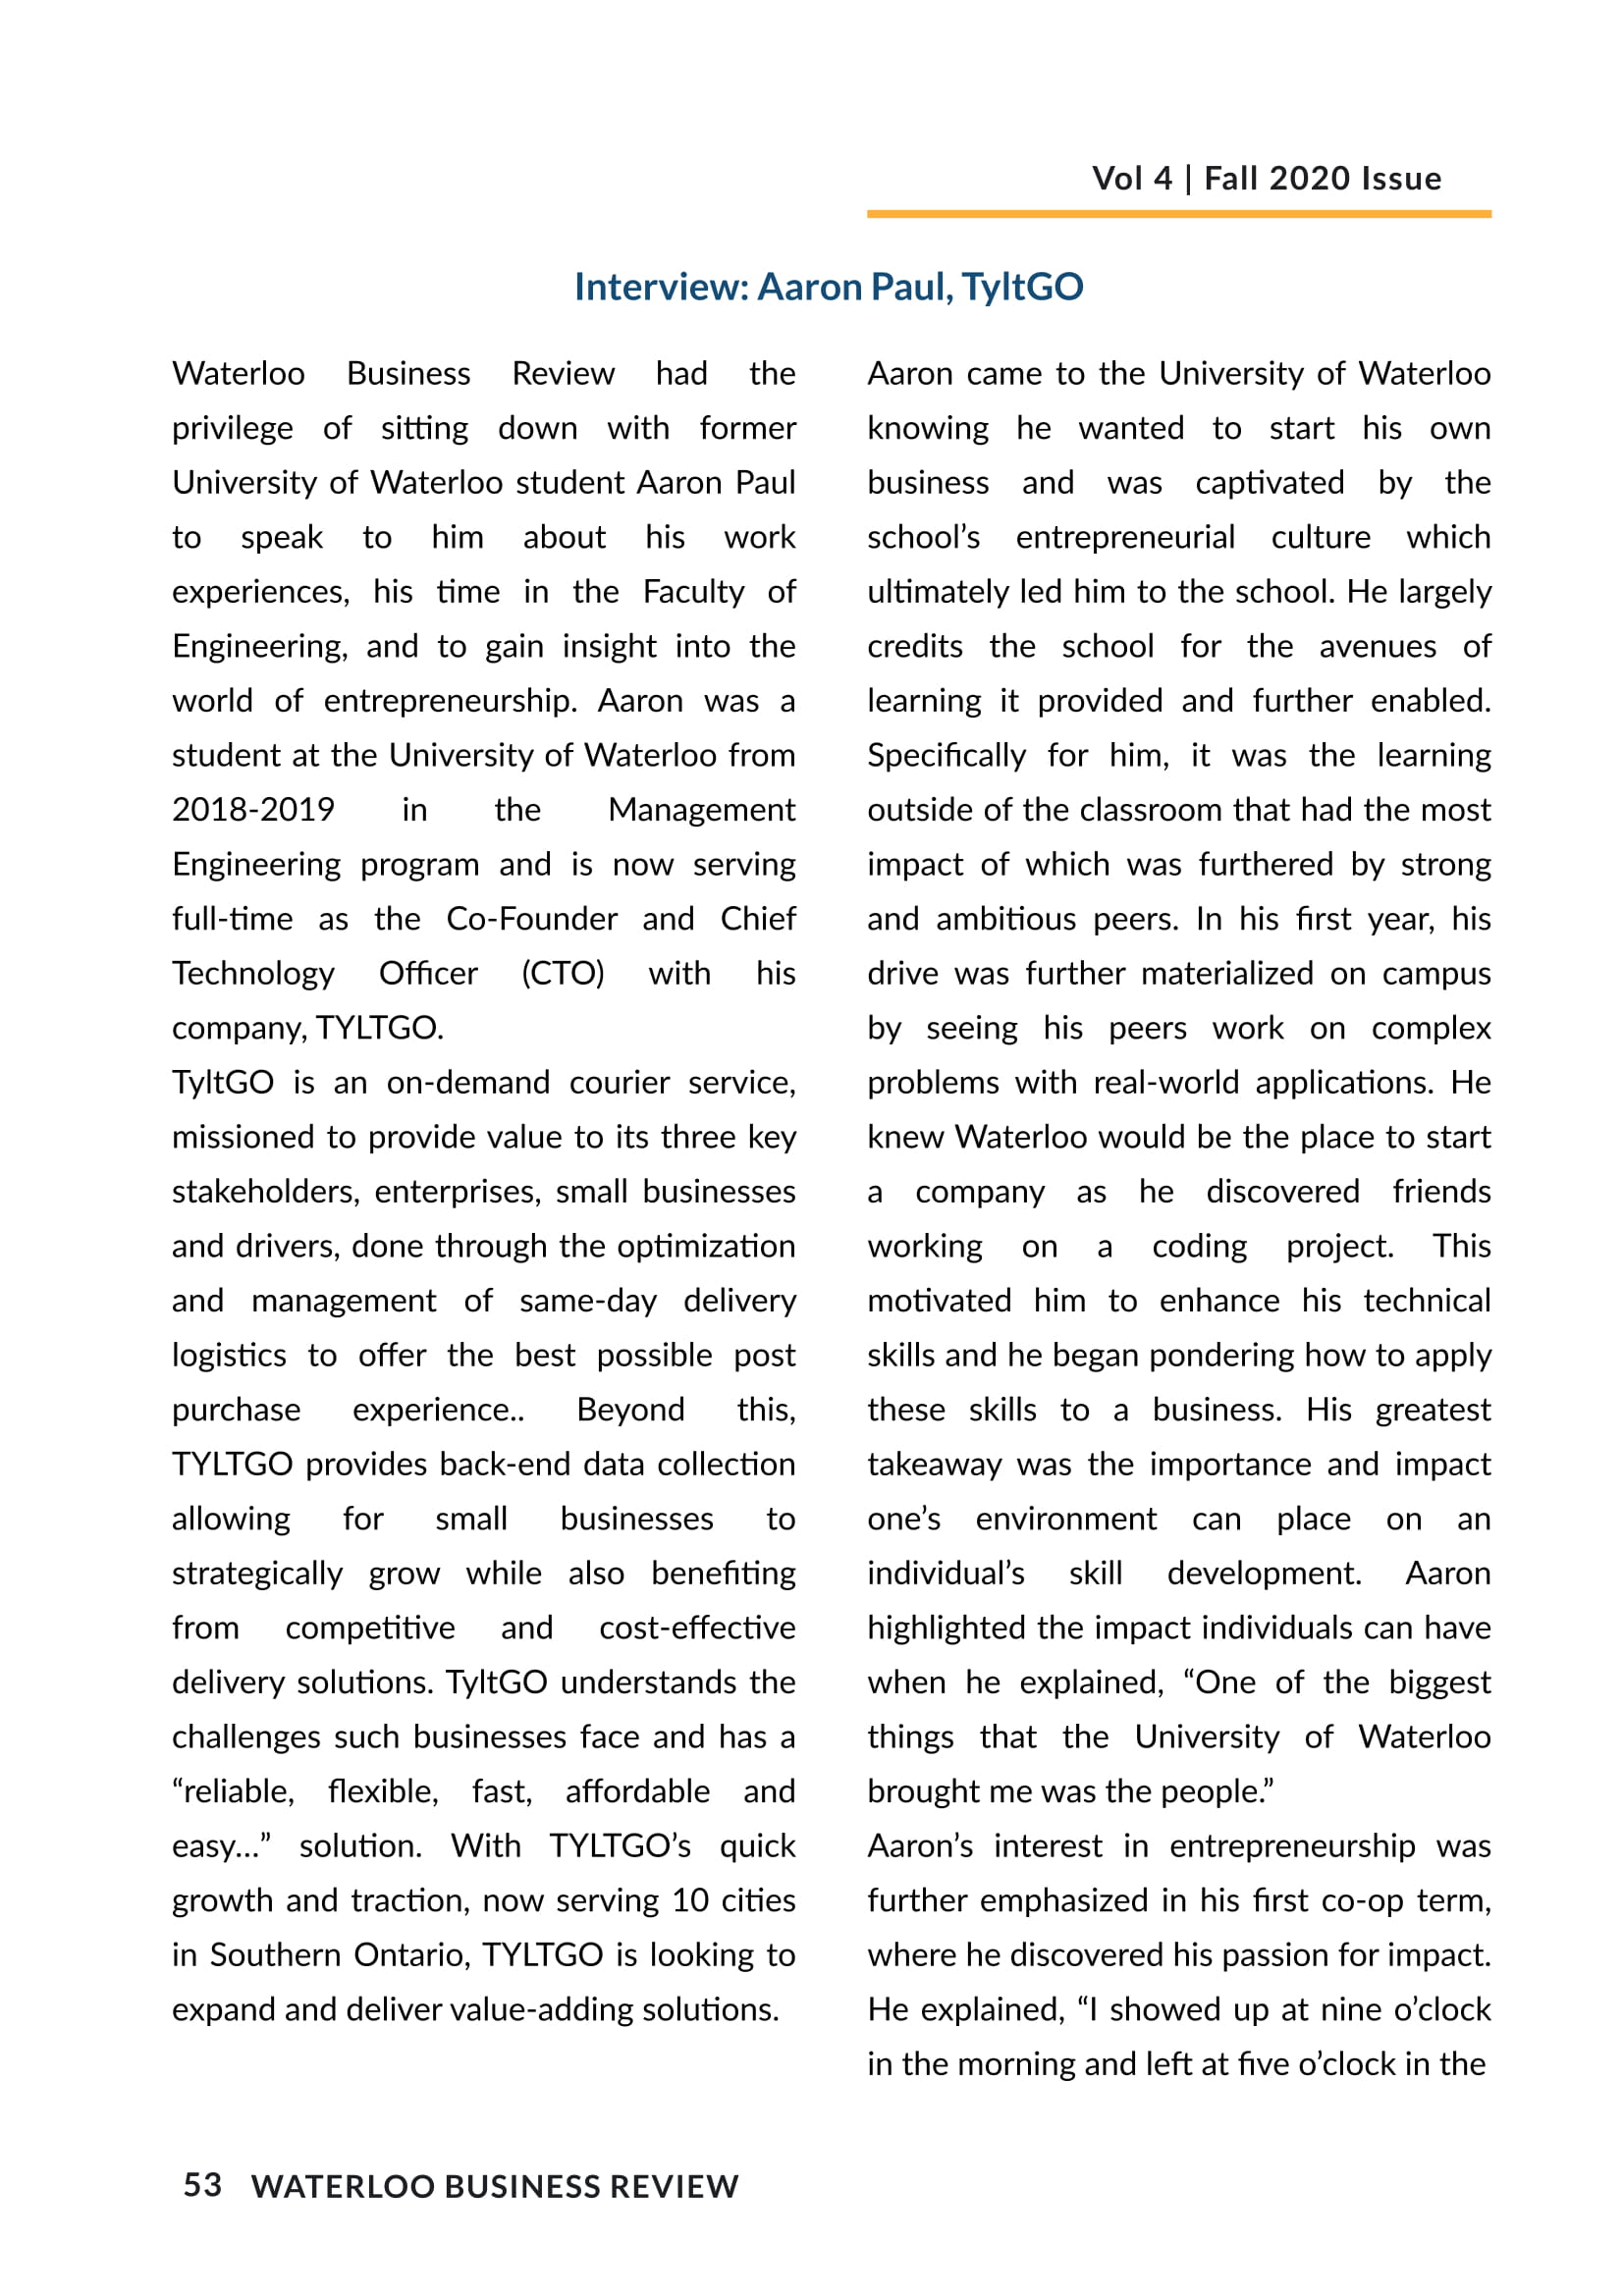 Vol 4 | Fall 2020 Issue
Interview: Aaron Paul, TyltGO
Waterloo Business Review had the
privilege of sitting down with former
University of Waterloo student Aaron Paul
to speak to him about his work
experiences, his time in the Faculty of
Engineering, and to gain insight into the
world of entrepreneurship. Aaron was a
student at the University of Waterloo from
2018-2019 in the Management
Engineering program and is now serving
full-time as the Co-Founder and Chief
Technology Officer (CTO) with his
company, TYLTGO.
TyltGO is an on-demand courier service,
missioned to provide value to its three key
stakeholders, enterprises, small businesses
and drivers, done through the optimization
and management of same-day delivery
logistics to offer the best possible post
purchase experience.. Beyond this,
TYLTGO provides back-end data collection
allowing for small businesses to
strategically grow while also benefiting
from competitive and cost-effective
delivery solutions. TyltGO understands the
challenges such businesses face and has a
“reliable, flexible, fast, affordable and
easy…” solution. With TYLTGO’s quick
growth and traction, now serving 10 cities
in Southern Ontario, TYLTGO is looking to
expand and deliver value-adding solutions.
Aaron came to the University of Waterloo
knowing he wanted to start his own
business and was captivated by the
school’s entrepreneurial culture which
ultimately led him to the school. He largely
credits the school for the avenues of
learning it provided and further enabled.
Specifically for him, it was the learning
outside of the classroom that had the most
impact of which was furthered by strong
and ambitious peers. In his first year, his
drive was further materialized on campus
by seeing his peers work on complex
problems with real-world applications. He
knew Waterloo would be the place to start
a company as he discovered friends
working on a coding project. This
motivated him to enhance his technical
skills and he began pondering how to apply
these skills to a business. His greatest
takeaway was the importance and impact
one’s environment can place on an
individual’s skill development. Aaron
highlighted the impact individuals can have
when he explained, “One of the biggest
things that the University of Waterloo
brought me was the people.”
Aaron’s interest in entrepreneurship was
further emphasized in his first co-op term,
where he discovered his passion for impact.
He explained, “I showed up at nine o’clock
in the morning and left at five o’clock in the
53 WATERLOO BUSINESS REVIEW